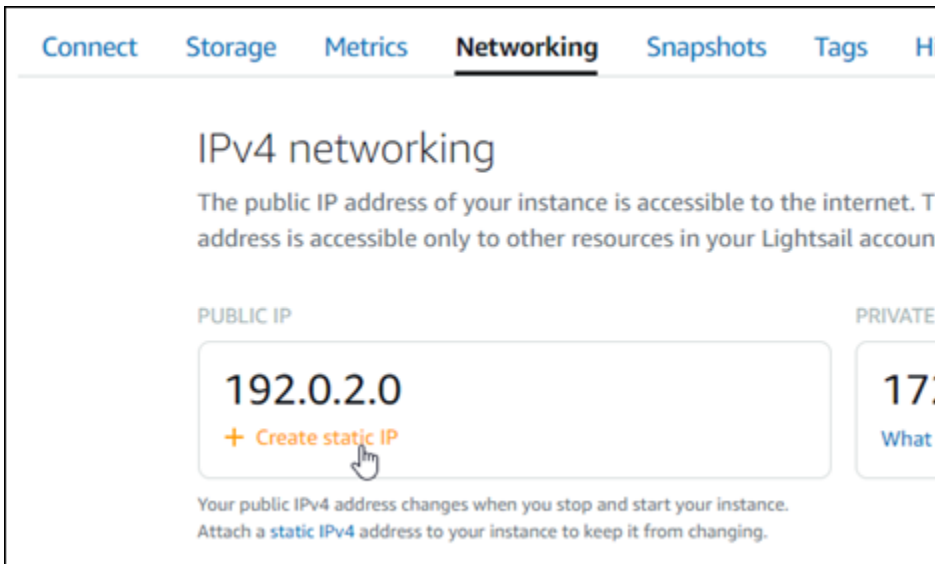 Connect Storage Metrics Networking Snapshots Tags
IPv4 networking
The public IP address of your instance is accessible to the internet.
address is accessible only to other resources in your Lightsail
PUBLIC IP
PRIVATE
192.0.2.0
+ Create static IP
What
Your public IPv4 address changes when you stop and start your instance.
Attach a static IPv4 address to your instance to keep it from changing.